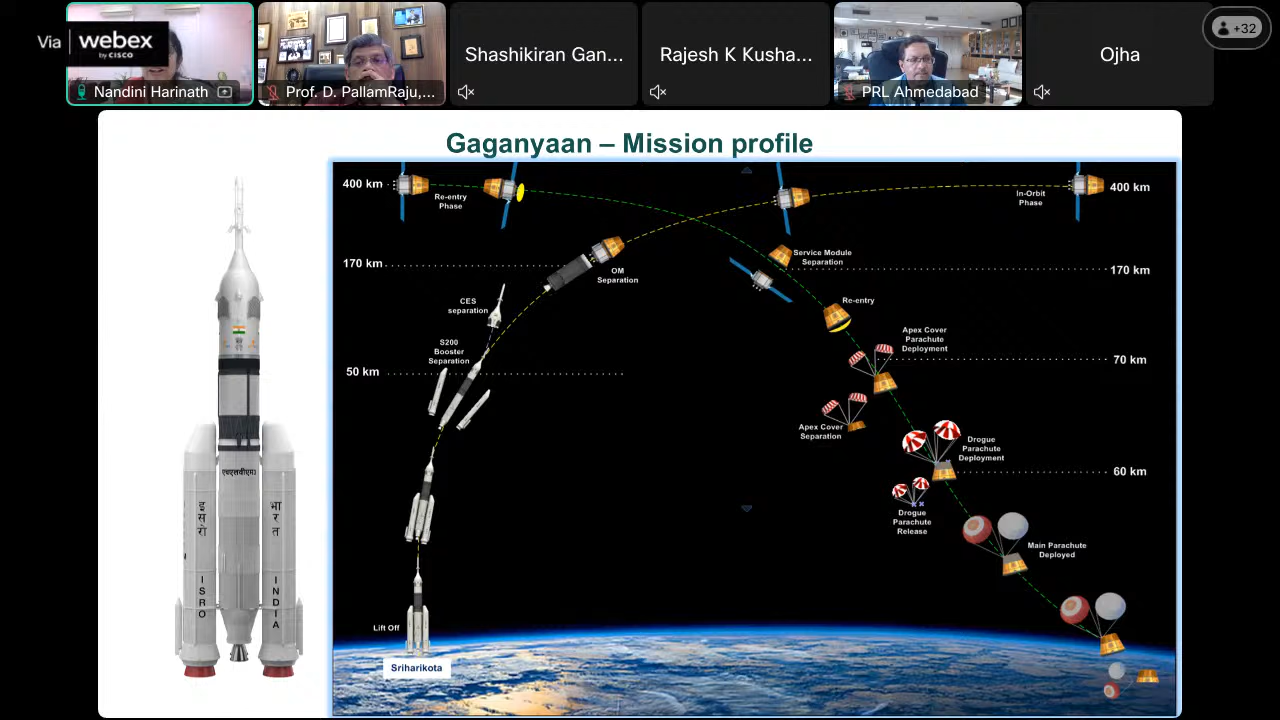 Via
webex
by CISCO
+32
Nandini Harinath
Prof. D. PallamRaju,...
Shashikiran Gan...
Rajesh K Kusha...
PRL Ahmedabad
Ojha
Gaganyaan – Mission profile
400 km
Re-entry
Phase
In-Orbit
Phase
400 km
170 km
OM
Separation
Service Module
Separation
170 km
CES
separation
Re-entry
S200
Booster
Separation
Apex Cover
Parachute
Deployment
50 km
70 km
Apex Cover
Separation
Drogue
Parachute
Deployment
60 km
Drogue
Parachute
Release
Main Parachute
Deployed
Lift Off
Sriharikota
एलवीएम3
इसरो
भारत
ISRO
INDIA